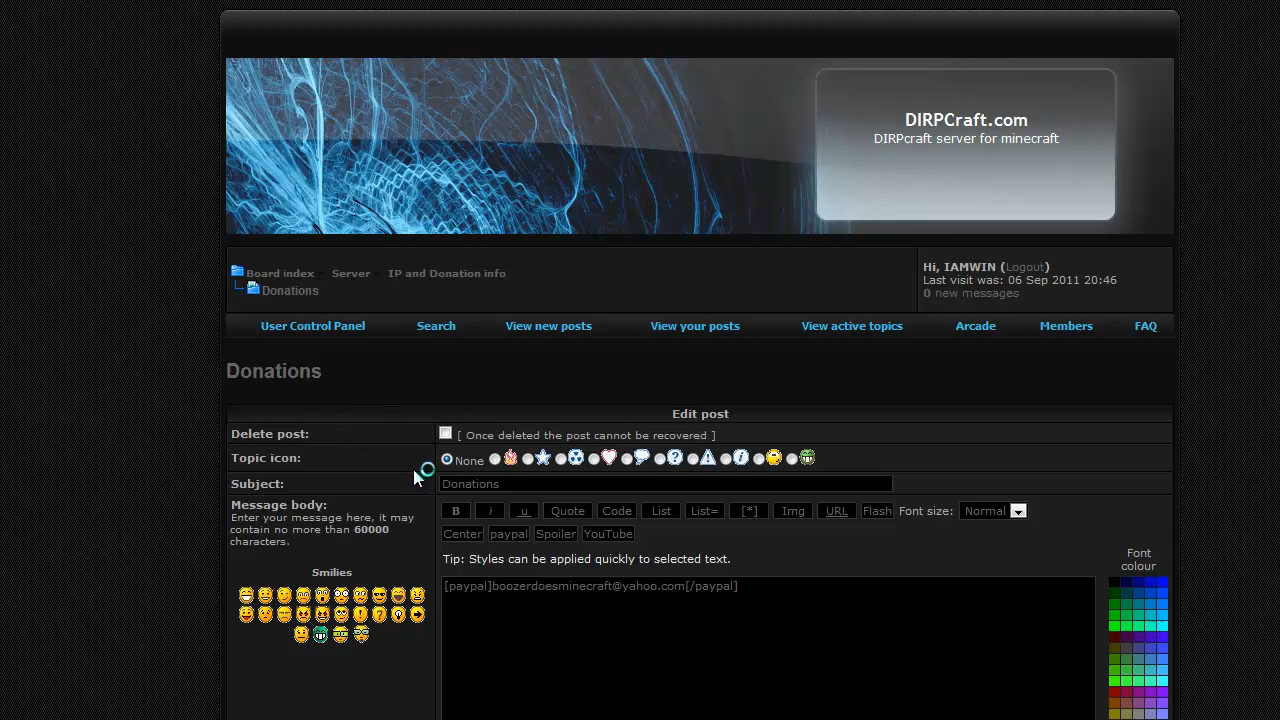 DIRPCraft.com
DIRPcraft server for minecraft
Board index Server IP and Donation info
Donations
Hi, IAMWIN (Logout)
Last visit was: 06 Sep 2011 20:46
0 new messages
User Control Panel Search View new posts View your posts View active topics Arcade Members FAQ
Donations
Edit post
Delete post: [ Once deleted the post cannot be recovered ]
Topic icon: None
Subject: Donations
Message body:
Enter your message here, it may
contain no more than 60000
characters.
Smilies
B i u Quote Code List List= [*] Img URL Flash Font size: Normal
Center paypal Spoiler YouTube
Tip: Styles can be applied quickly to selected text.
[paypal]boozerdoesminecraft@yahoo.com[/paypal]
Font
colour